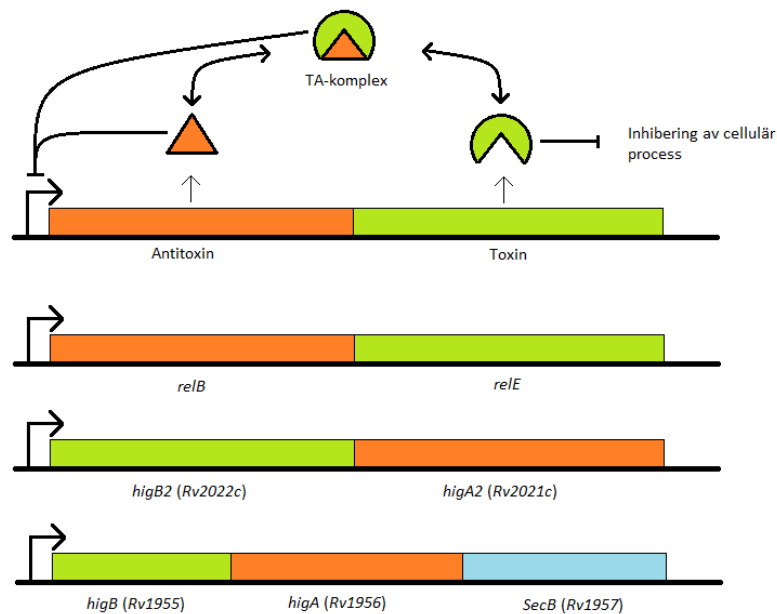 TA-komplex
Inhibering av cellulär
process
Antitoxin Toxin
relB relE
higB2 (Rv2022c) higA2 (Rv2021c)
higB (Rv1955) higA (Rv1956) SecB (Rv1957)